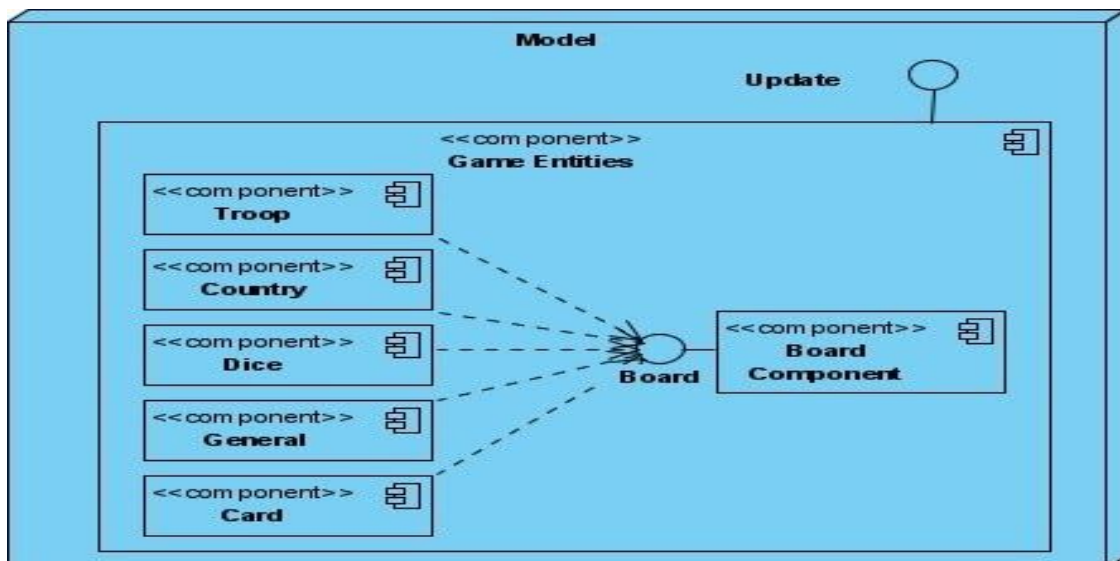 Model
Update
<<component>>
Game Entities
<<component>>
Troop
<<component>>
Country
<<component>>
Dice
<<component>>
General
<<component>>
Card
Board
<<component>>
Board
Component